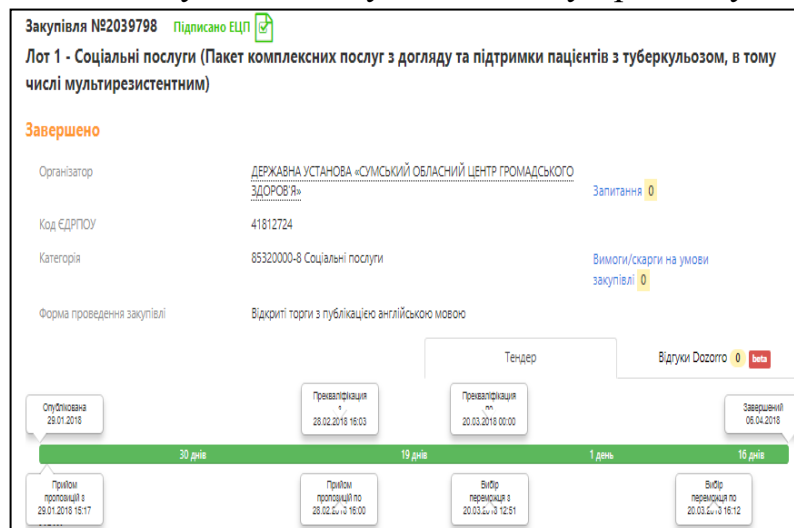 Закупівля №2039798 Підписано ЕЦП
Лот 1 - Соціальні послуги (Пакет комплексних послуг з догляду та підтримки пацієнтів з туберкульозом, в тому
числі мультирезистентним)
Завершено
Організатор
ДЕРЖАВНА УСТАНОВА «СУМСЬКИЙ ОБЛАСНИЙ ЦЕНТР ГРОМАДСЬКОГО
ЗДОРОВ'Я»
Запитання 0
Код ЄДРПОУ 41812724
Категорія 85320000-8 Соціальні послуги
Вимоги/скарги на умови
закупівлі 0
Форма проведення закупівлі Відкриті торги з публікацією англійською мовою
Тендер Відгуки Dozorro 0 beta
Опублікована
29.01.2018
Прекваліфікация
з
28.02.2018 16:03
Прекваліфікация
по
20.03.2018 00:00
Завершений
05.04.2018
30 днів 19 днів 1 день 16 днів
Прийом
пропозицій з
29.01.2018 15:17
Прийом
пропозицій по
28.02.2018 16:00
Вибір
переможця з
20.03.2018 12:51
Вибір
переможця по
20.03.2018 16:12